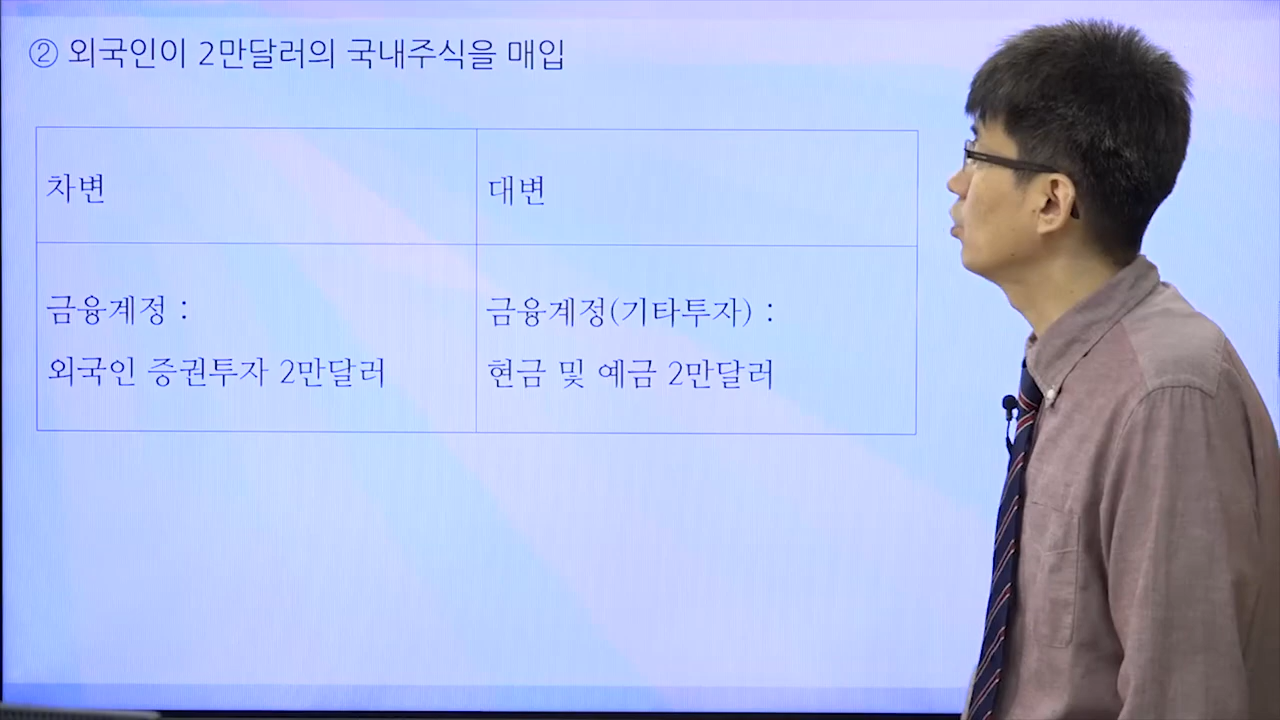 ② 외국인이 2만달러의 국내주식을 매입
차변
대변
금융계정 :
외국인 증권투자 2만달러
금융계정(기타투자) :
현금 및 예금 2만달러